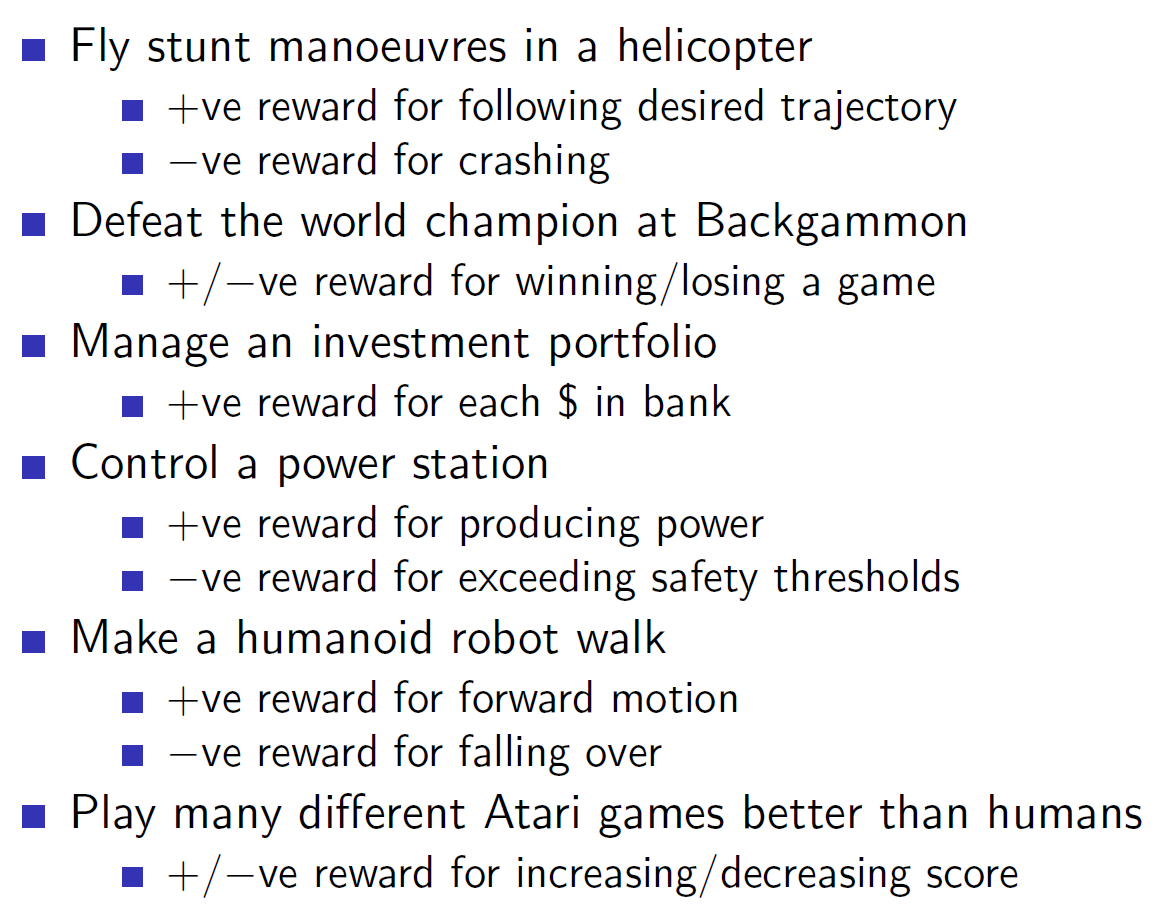 Fly stunt manoeuvres in a helicopter
+ve reward for following desired trajectory
−ve reward for crashing
Defeat the world champion at Backgammon
+/−ve reward for winning/losing a game
Manage an investment portfolio
+ve reward for each $ in bank
Control a power station
+ve reward for producing power
−ve reward for exceeding safety thresholds
Make a humanoid robot walk
+ve reward for forward motion
−ve reward for falling over
Play many different Atari games better than humans
+/−ve reward for increasing/decreasing score